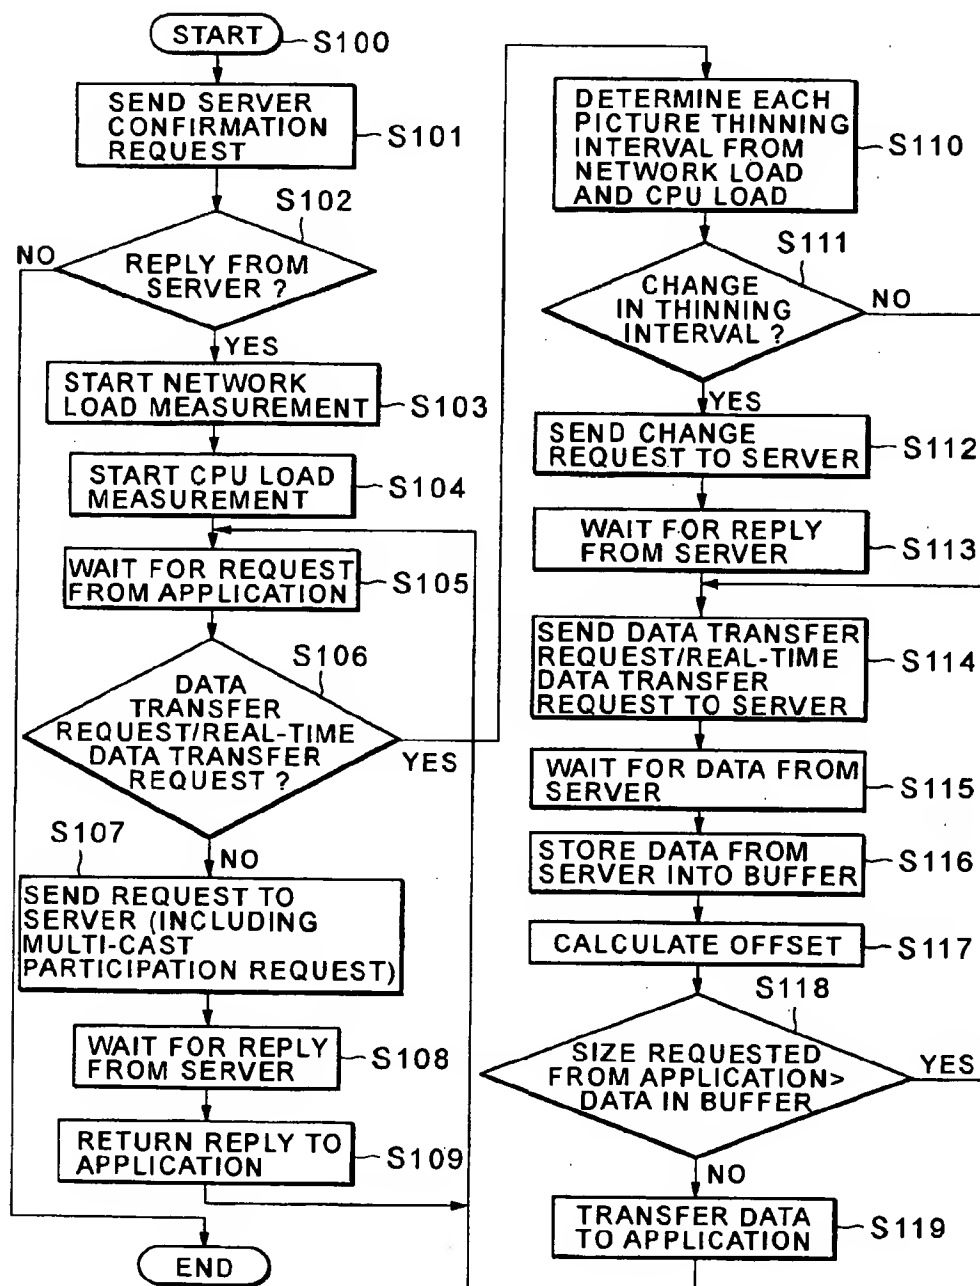 START
S100
SEND SERVER
CONFIRMATION
REQUEST
S101
S102
NO
REPLY FROM
SERVER ?
YES
START NETWORK
LOAD MEASUREMENT
S103
START CPU LOAD
MEASUREMENT
S104
WAIT FOR REQUEST
FROM APPLICATION
S105
S106
DATA
TRANSFER
REQUEST/REAL-TIME
DATA TRANSFER
REQUEST ?
YES
S107
NO
SEND REQUEST TO
SERVER (INCLUDING
MULTI-CAST
PARTICIPATION REQUEST)
WAIT FOR REPLY
FROM SERVER
S108
RETURN REPLY TO
APPLICATION
S109
END
DETERMINE EACH
PICTURE THINNING
INTERVAL FROM
NETWORK LOAD
AND CPU LOAD
S110
S111
CHANGE
IN THINNING
INTERVAL ?
NO
YES
SEND CHANGE
REQUEST TO SERVER
S112
WAIT FOR REPLY
FROM SERVER
S113
SEND DATA TRANSFER
REQUEST/REAL-TIME
DATA TRANSFER
REQUEST TO SERVER
S114
WAIT FOR DATA FROM
SERVER
S115
STORE DATA FROM
SERVER INTO BUFFER
S116
CALCULATE OFFSET
S117
S118
SIZE REQUESTED
FROM APPLICATION>
DATA IN BUFFER
YES
NO
TRANSFER DATA
TO APPLICATION
S119